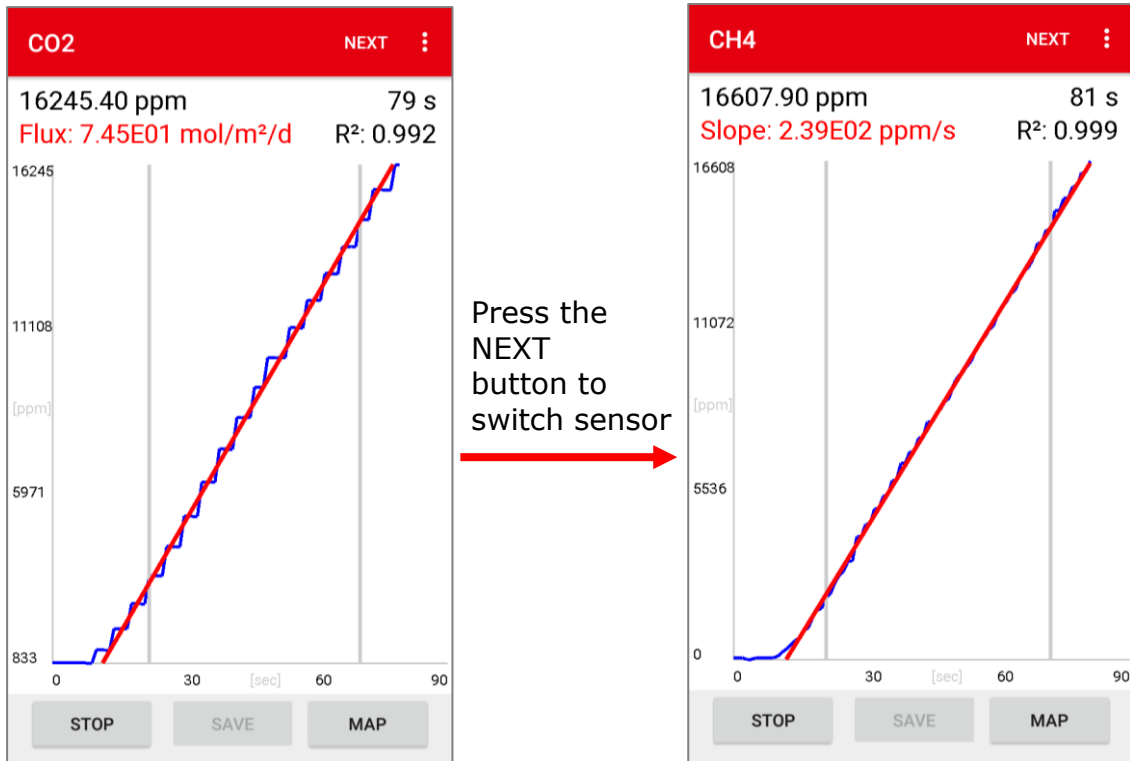 CO2 NEXT
16245.40 ppm 79 s
Flux: 7.45E01 mol/m²/d R²: 0.992
16245
11108
[ppm]
5971
833
0 30 [sec] 60 90
STOP SAVE MAP
Press the
NEXT
button to
switch sensor
CH4 NEXT
16607.90 ppm 81 s
Slope: 2.39E02 ppm/s R²: 0.999
16608
11072
[ppm]
5536
0
0 30 [sec] 60 90
STOP SAVE MAP